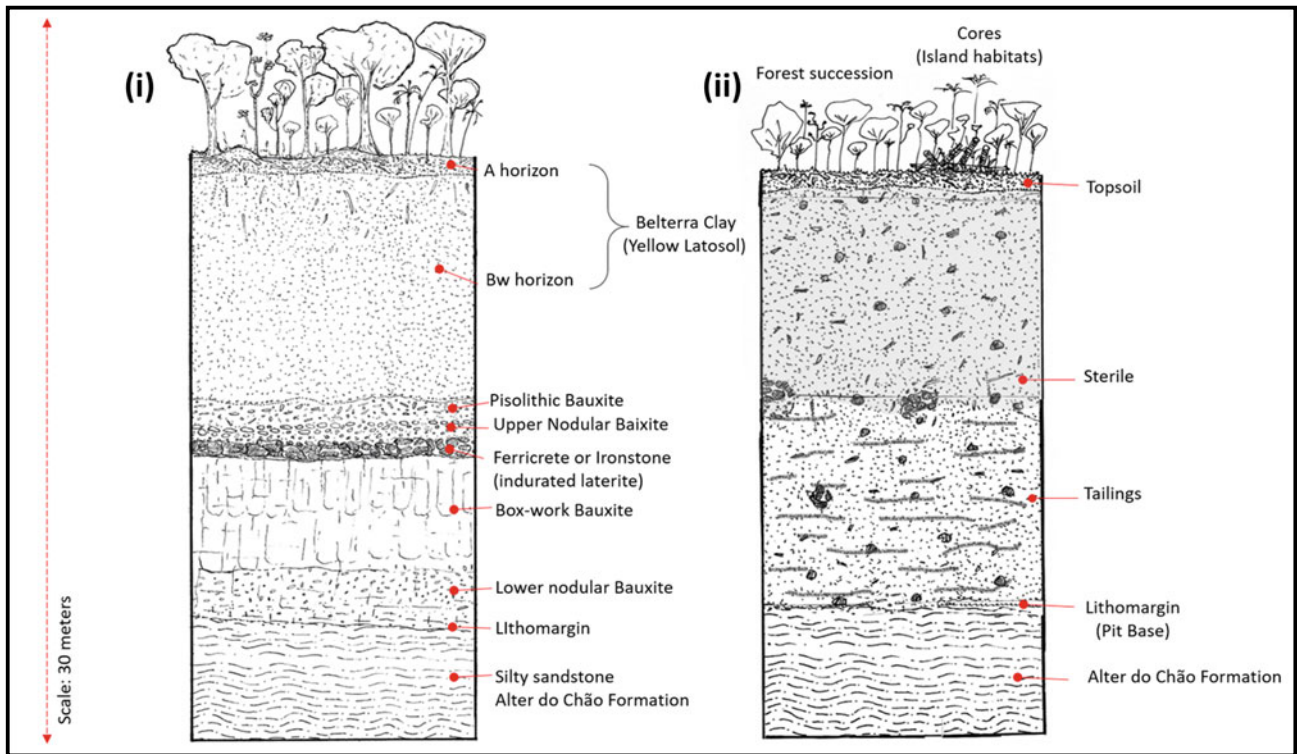 Scale: 30 meters
(i)
A horizon
Belterra Clay
(Yellow Latosol)
Bw horizon
Pisolithic Bauxite
Upper Nodular Baixite
Ferricrete or Ironstone
(indurated laterite)
Box-work Bauxite
Lower nodular Bauxite
LIthomargin
Silty sandstone
Alter do Chão Formation
(ii)
Forest succession
Cores
(Island habitats)
Topsoil
Sterile
Tailings
Lithomargin
(Pit Base)
Alter do Chão Formation